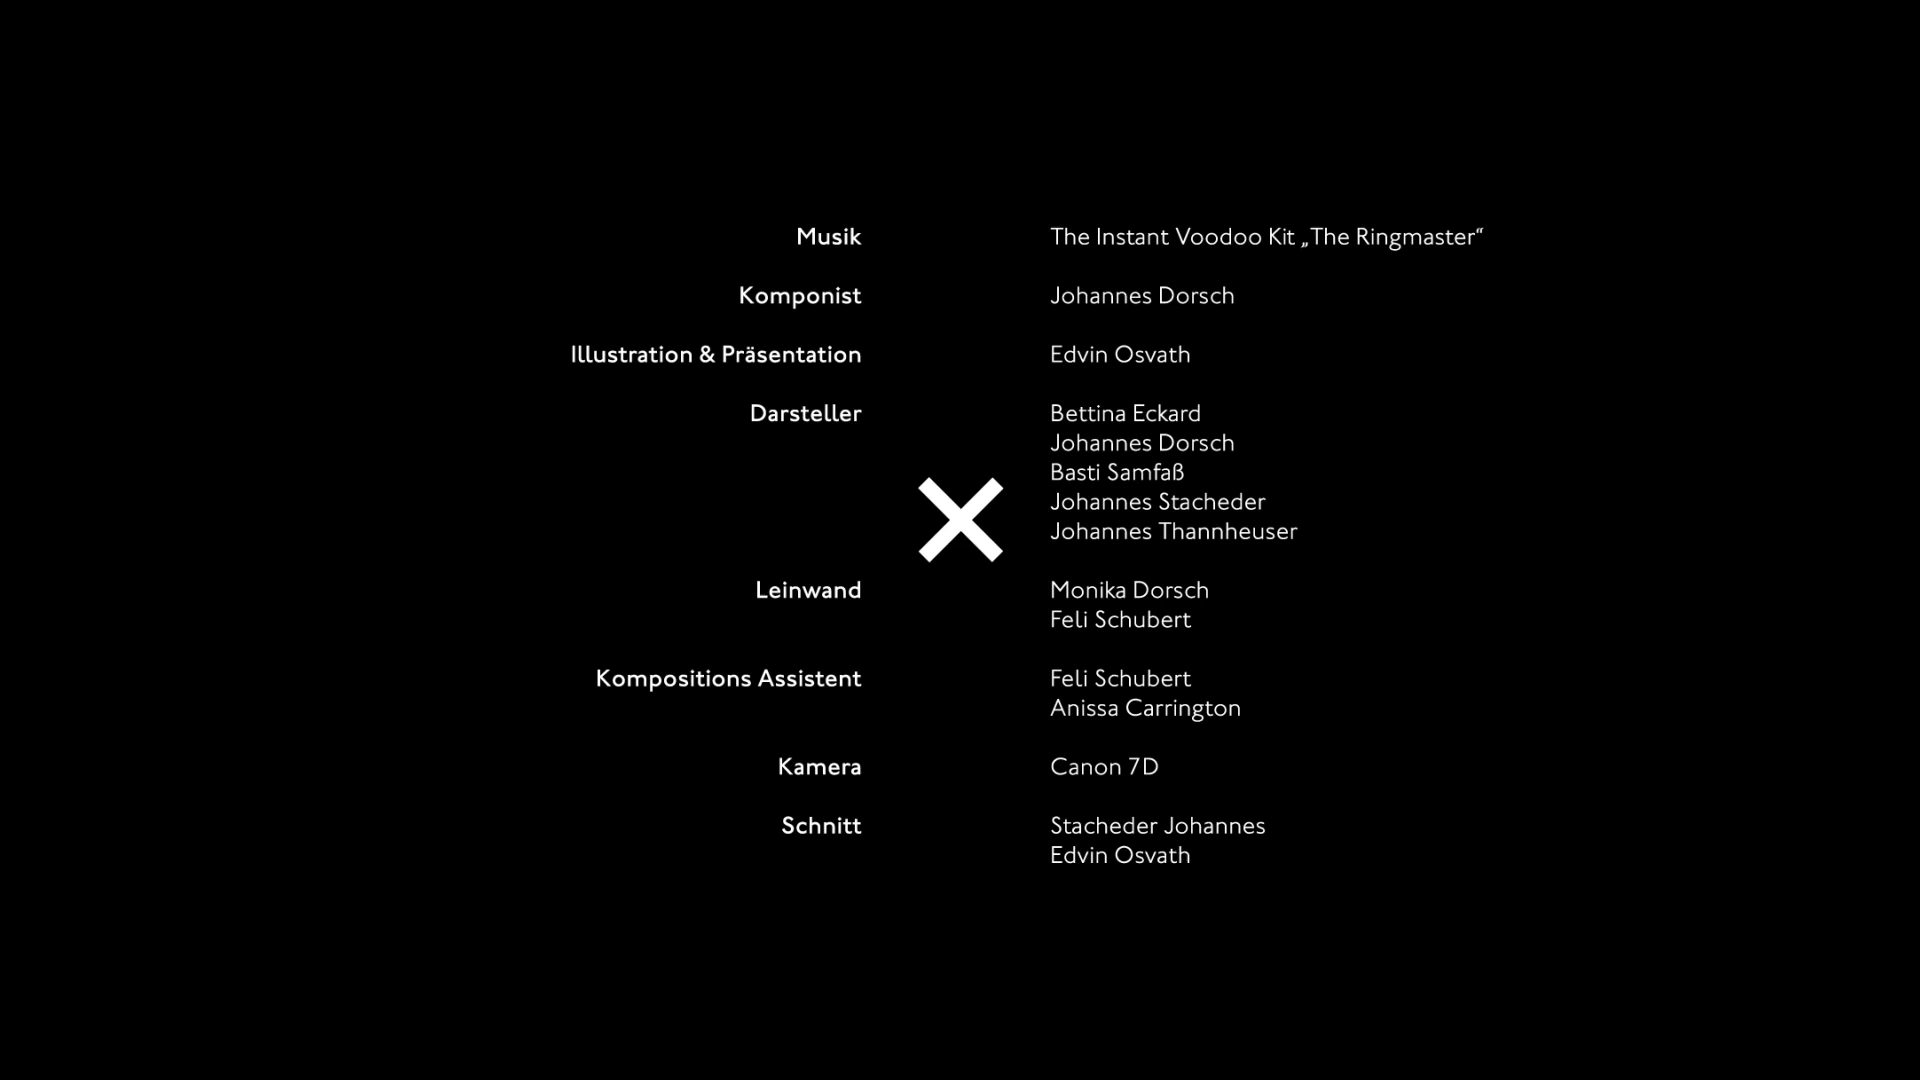 Musik The Instant Voodoo Kit „The Ringmaster“
Komponist Johannes Dorsch
Illustration & Präsentation Edvin Osvath
Darsteller Bettina Eckard
Johannes Dorsch
Basti Samfaß
Johannes Stacheder
Johannes Thannheuser
Leinwand Monika Dorsch
Feli Schubert
Kompositions Assistent Feli Schubert
Anissa Carrington
Kamera Canon 7D
Schnitt Stacheder Johannes
Edvin Osvath